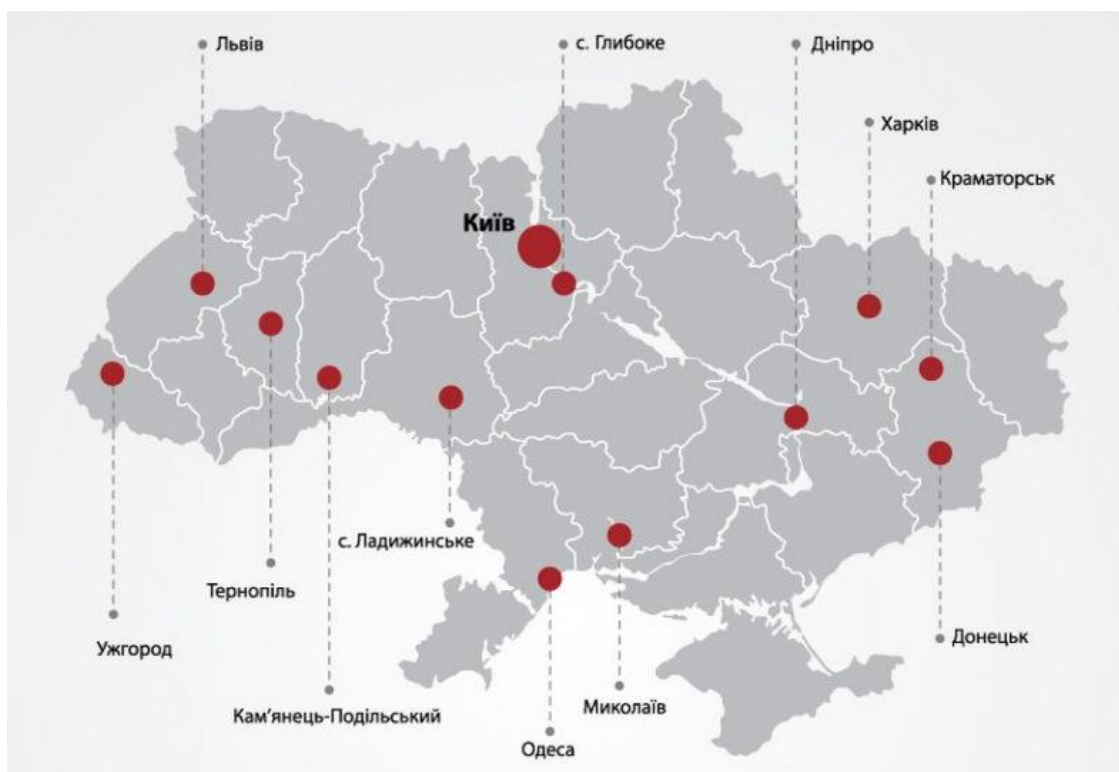 Львів
с. Глибоке
Дніпро
Харків
Краматорськ
Київ
с. Ладижинське
Тернопіль
Ужгород
Донецьк
Кам’янець-Подільський
Миколаїв
Одеса